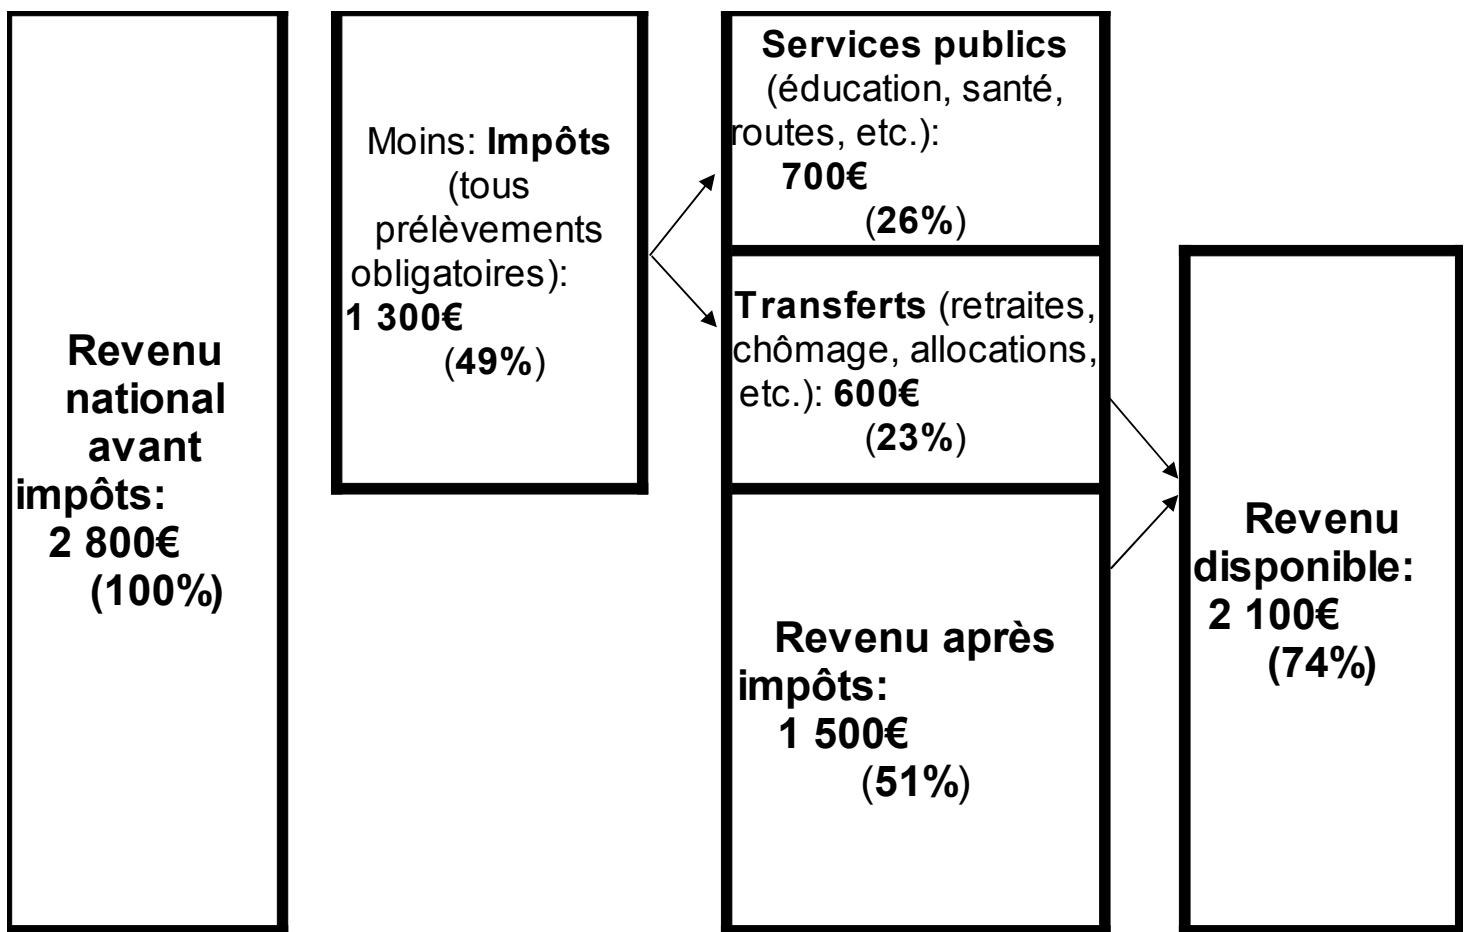 Revenu
national
avant
impôts:
2 800€
(100%)
Moins: Impôts
(tous
prélèvements
obligatoires):
1 300€
(49%)
Services publics
(éducation, santé,
routes, etc.):
700€
(26%)
Transferts (retraites,
chômage, allocations,
etc.): 600€
(23%)
Revenu après
impôts:
1 500€
(51%)
Revenu
disponible:
2 100€
(74%)